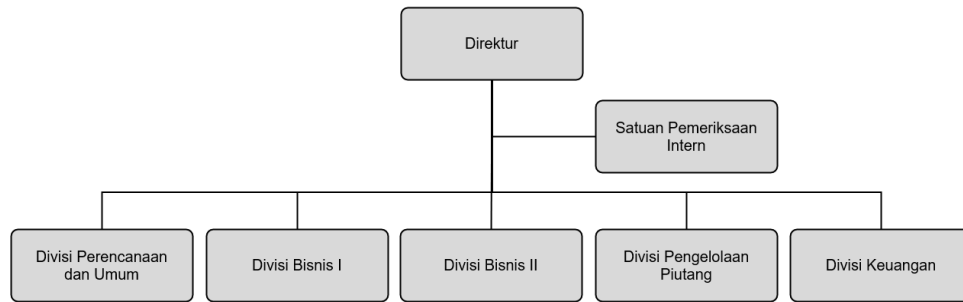 Direktur
Satuan Pemeriksaan
Intern
Divisi Perencanaan
dan Umum
Divisi Bisnis I
Divisi Bisnis II
Divisi Pengelolaan
Piutang
Divisi Keuangan